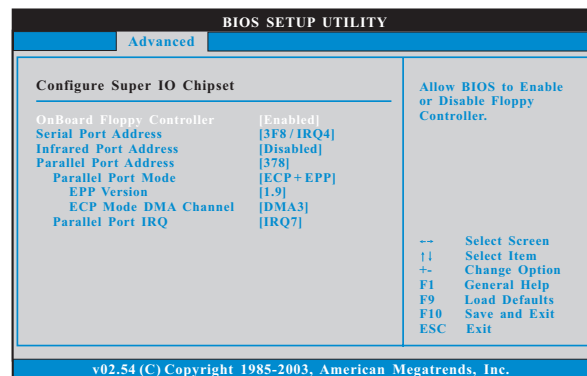 BIOS SETUP UTILITY
Advanced
Configure Super IO Chipset
OnBoard Floppy Controller [Enabled]
Serial Port Address [3F8 / IRQ4]
Infrared Port Address [Disabled]
Parallel Port Address [378]
Parallel Port Mode [ECP + EPP]
EPP Version [1.9]
ECP Mode DMA Channel [DMA3]
Parallel Port IRQ [IRQ7]
Allow BIOS to Enable
or Disable Floppy
Controller.
←→ Select Screen
↑↓ Select Item
+- Change Option
F1 General Help
F9 Load Defaults
F10 Save and Exit
ESC Exit
v02.54 (C) Copyright 1985-2003, American Megatrends, Inc.